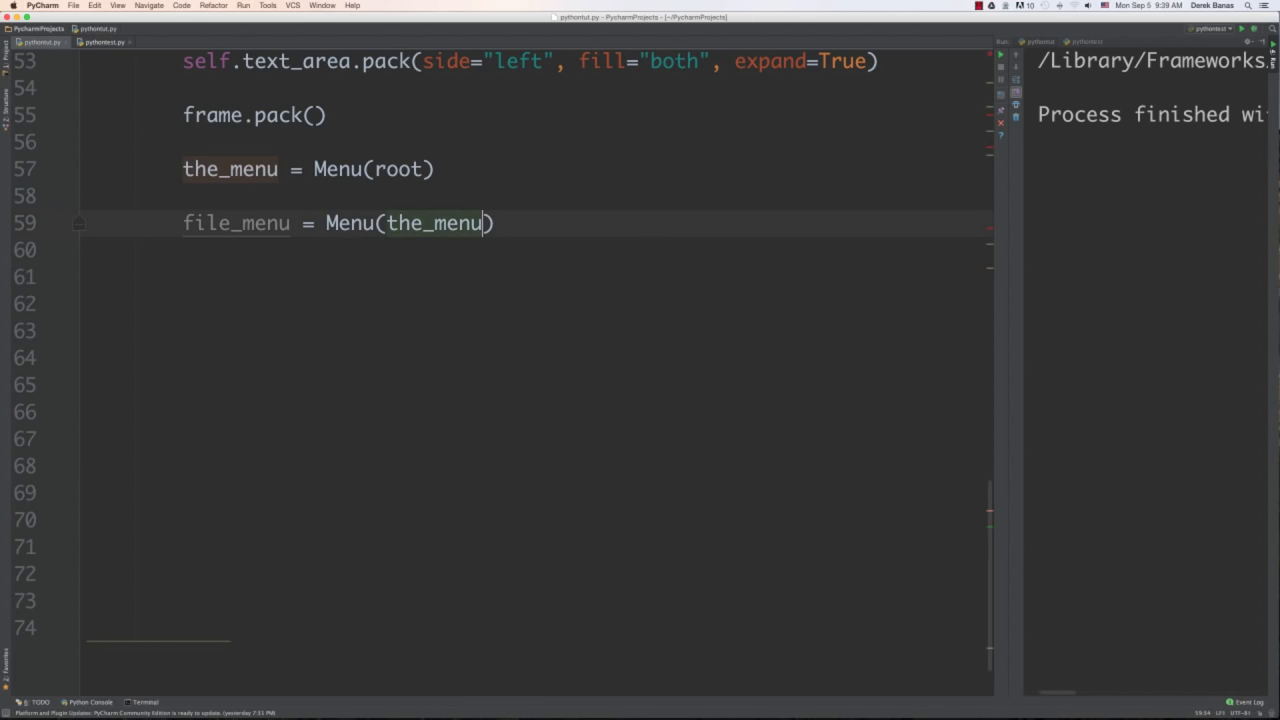 PyCharm File Edit View Navigate Code Refactor Run Tools VCS Window Help 10 Mon Sep 5 9:39 AM Derek Banas
pythontut.py - PycharmProjects - [~/PycharmProjects]
PycharmProjects pythontut.py pythontest
pythontut.py pythontest.py Run: pythontut pythontest
53 self.text_area.pack(side="left", fill="both", expand=True) /Library/Frameworks
54
55 frame.pack() Process finished wi
56
57 the_menu = Menu(root)
58
59 file_menu = Menu(the_menu)
60
61
62
63
64
65
66
67
68
69
70
71
72
73
74
1: Project
Structure
Favorites
Run
6: TODO Python Console Terminal Event Log
Platform and Plugin Updates: PyCharm Community Edition is ready to update. (yesterday 7:51 PM) 59:34 LF÷ UTF-8÷